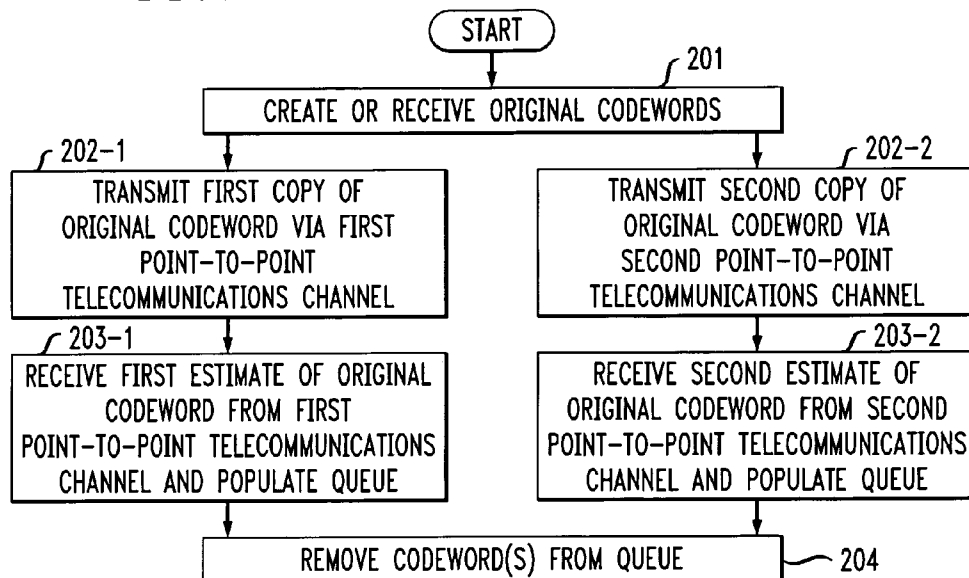 START
201
CREATE OR RECEIVE ORIGINAL CODEWORDS
202-1
TRANSMIT FIRST COPY OF
ORIGINAL CODEWORD VIA FIRST
POINT-TO-POINT
TELECOMMUNICATIONS CHANNEL
202-2
TRANSMIT SECOND COPY OF
ORIGINAL CODEWORD VIA
SECOND POINT-TO-POINT
TELECOMMUNICATIONS CHANNEL
203-1
RECEIVE FIRST ESTIMATE OF ORIGINAL
CODEWORD FROM FIRST
POINT-TO-POINT TELECOMMUNICATIONS
CHANNEL AND POPULATE QUEUE
203-2
RECEIVE SECOND ESTIMATE OF
ORIGINAL CODEWORD FROM SECOND
POINT-TO-POINT TELECOMMUNICATIONS
CHANNEL AND POPULATE QUEUE
REMOVE CODEWORD(S) FROM QUEUE
204